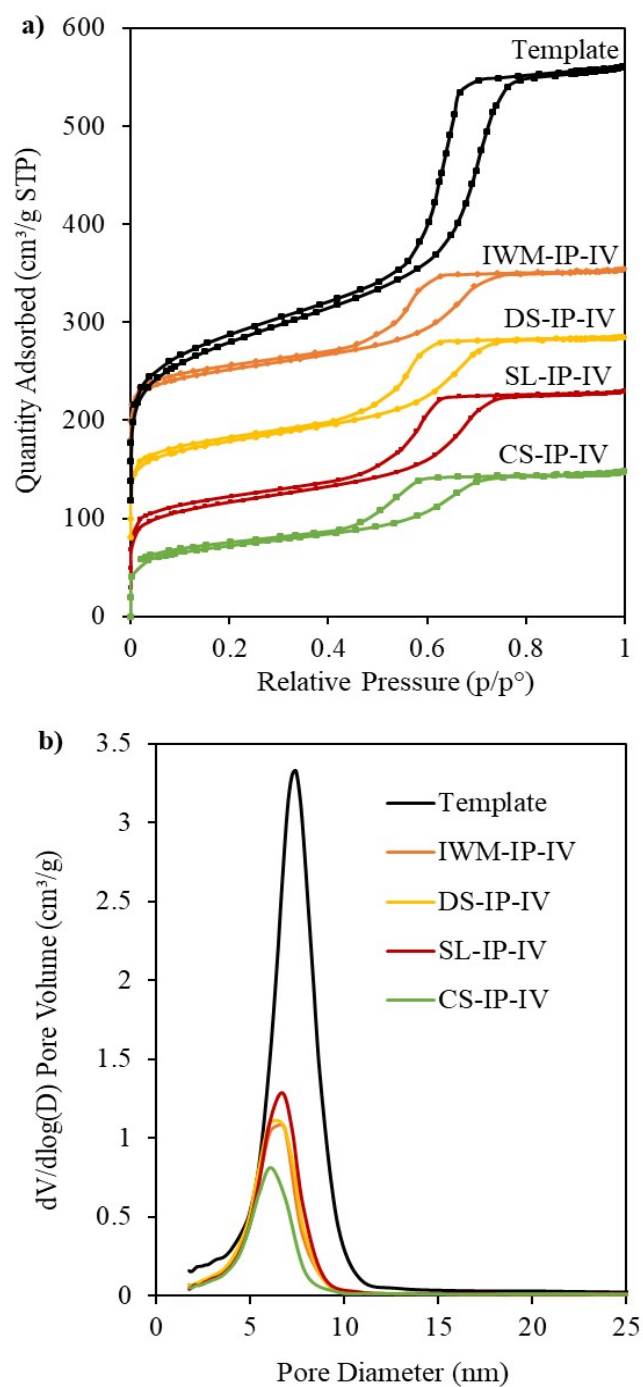 a)
600
500
400
300
200
100
0
Quantity Adsorbed (cm³/g STP)
Template
IWM-IP-IV
DS-IP-IV
SL-IP-IV
CS-IP-IV
0 0.2 0.4 0.6 0.8 1
Relative Pressure (p/p°)
b)
3.5
3
2.5
2
1.5
1
0.5
0
dV/dlog(D) Pore Volume (cm³/g)
Template
IWM-IP-IV
DS-IP-IV
SL-IP-IV
CS-IP-IV
0 5 10 15 20 25
Pore Diameter (nm)